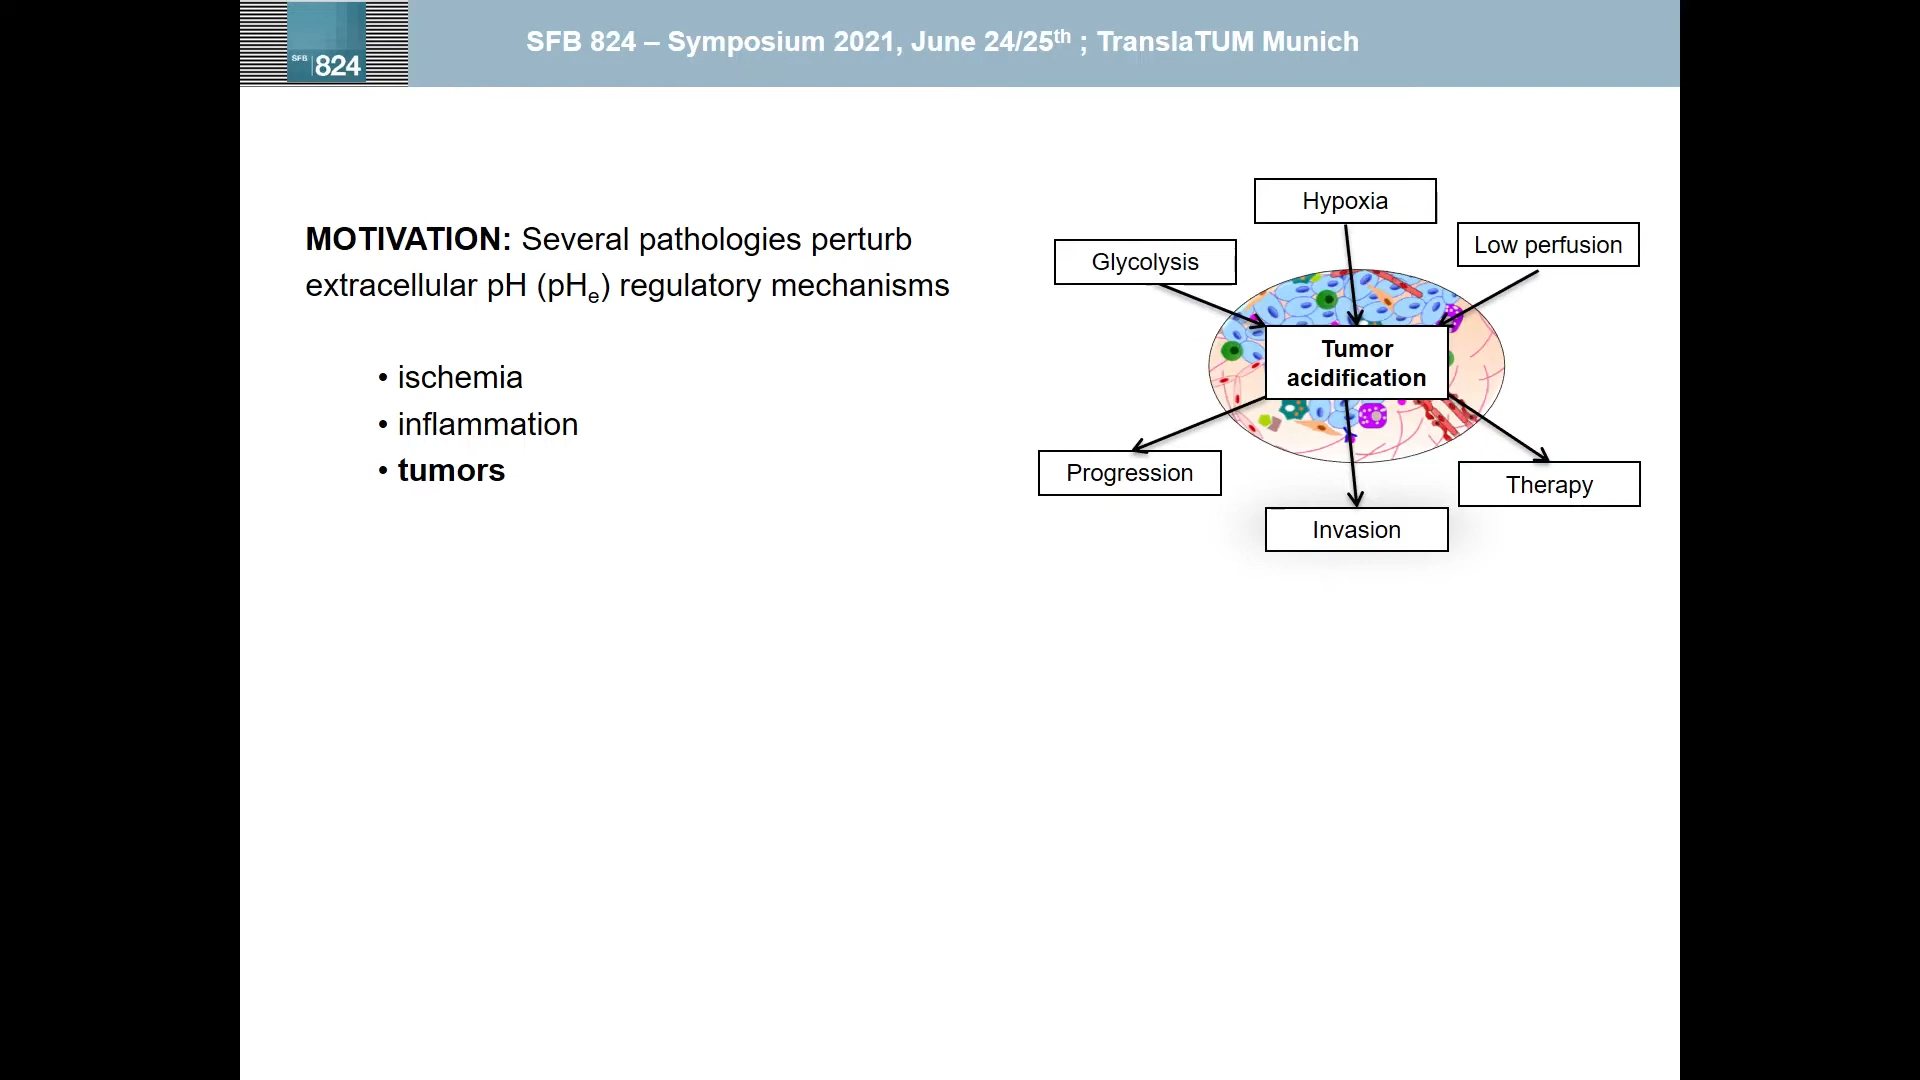 SFB 824
SFB 824 – Symposium 2021, June 24/25th ; TranslaTUM Munich
MOTIVATION: Several pathologies perturb
extracellular pH (pHe) regulatory mechanisms
• ischemia
• inflammation
• tumors
Hypoxia
Glycolysis
Low perfusion
Tumor
acidification
Progression
Therapy
Invasion